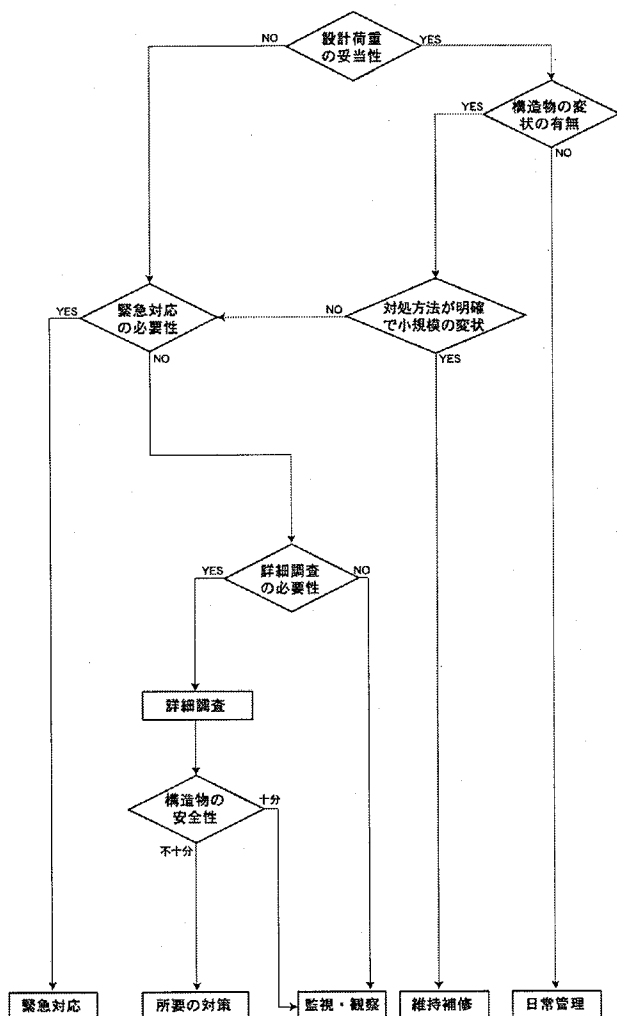 設計荷重
の妥当性
NO
YES
構造物の変
状の有無
YES
NO
緊急対応
の必要性
YES
NO
対処方法が明確
で小規模の変状
NO
YES
詳細調査
の必要性
YES
NO
詳細調査
構造物の
安全性
十分
不十分
緊急対応
所要の対策
監視・観察
維持補修
日常管理